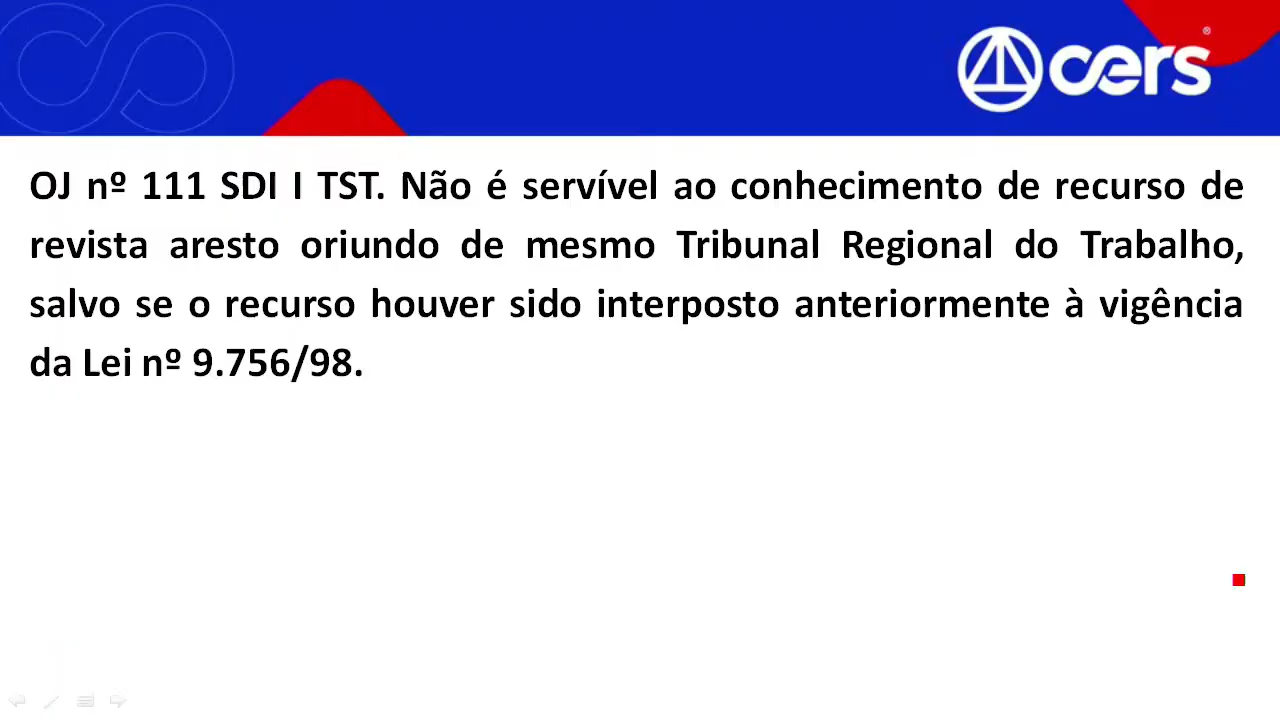 cers®
OJ nº 111 SDI I TST. Não é servível ao conhecimento de recurso de
revista aresto oriundo de mesmo Tribunal Regional do Trabalho,
salvo se o recurso houver sido interposto anteriormente à vigência
da Lei nº 9.756/98.